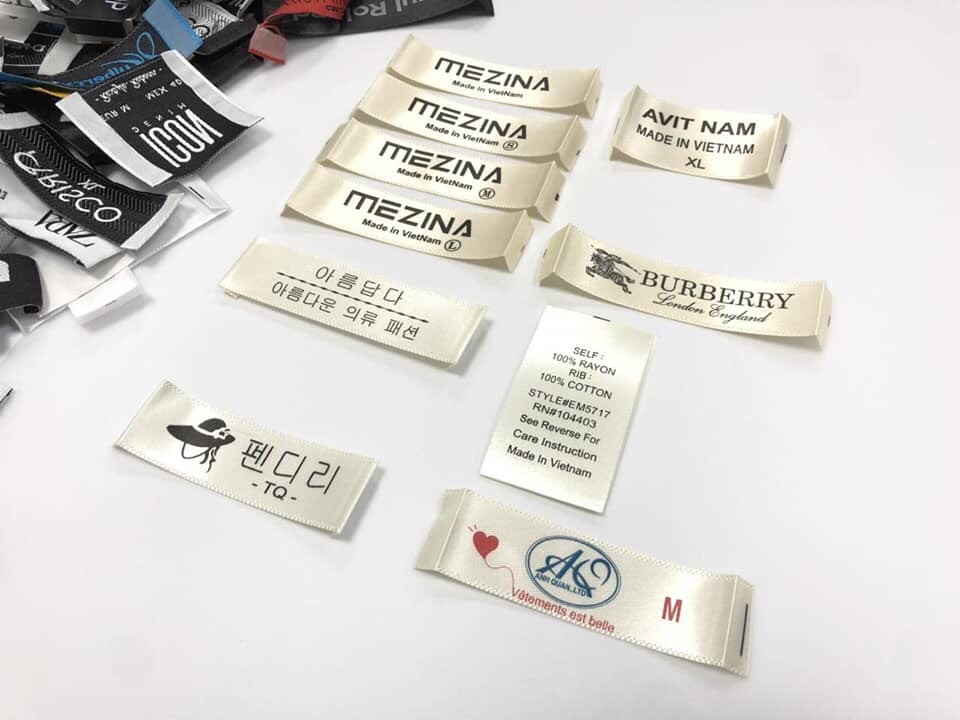 MEZINA
Made in VietNam
MEZINA
Made in VietNam S
MEZINA
Made in VietNam M
MEZINA
Made in VietNam L
AVIT NAM
MADE IN VIETNAM
XL
BURBERRY
London England
아름답다
아름다운 의류 패션
SELF :
100% RAYON
RIB :
100% COTTON
STYLE#EM5717
RN#104403
See Reverse For
Care Instruction
Made In Vietnam
펜디리
- TQ -
ANH QUAN.,LTD
Vêtements est belle
M
PARISCO
ZARA